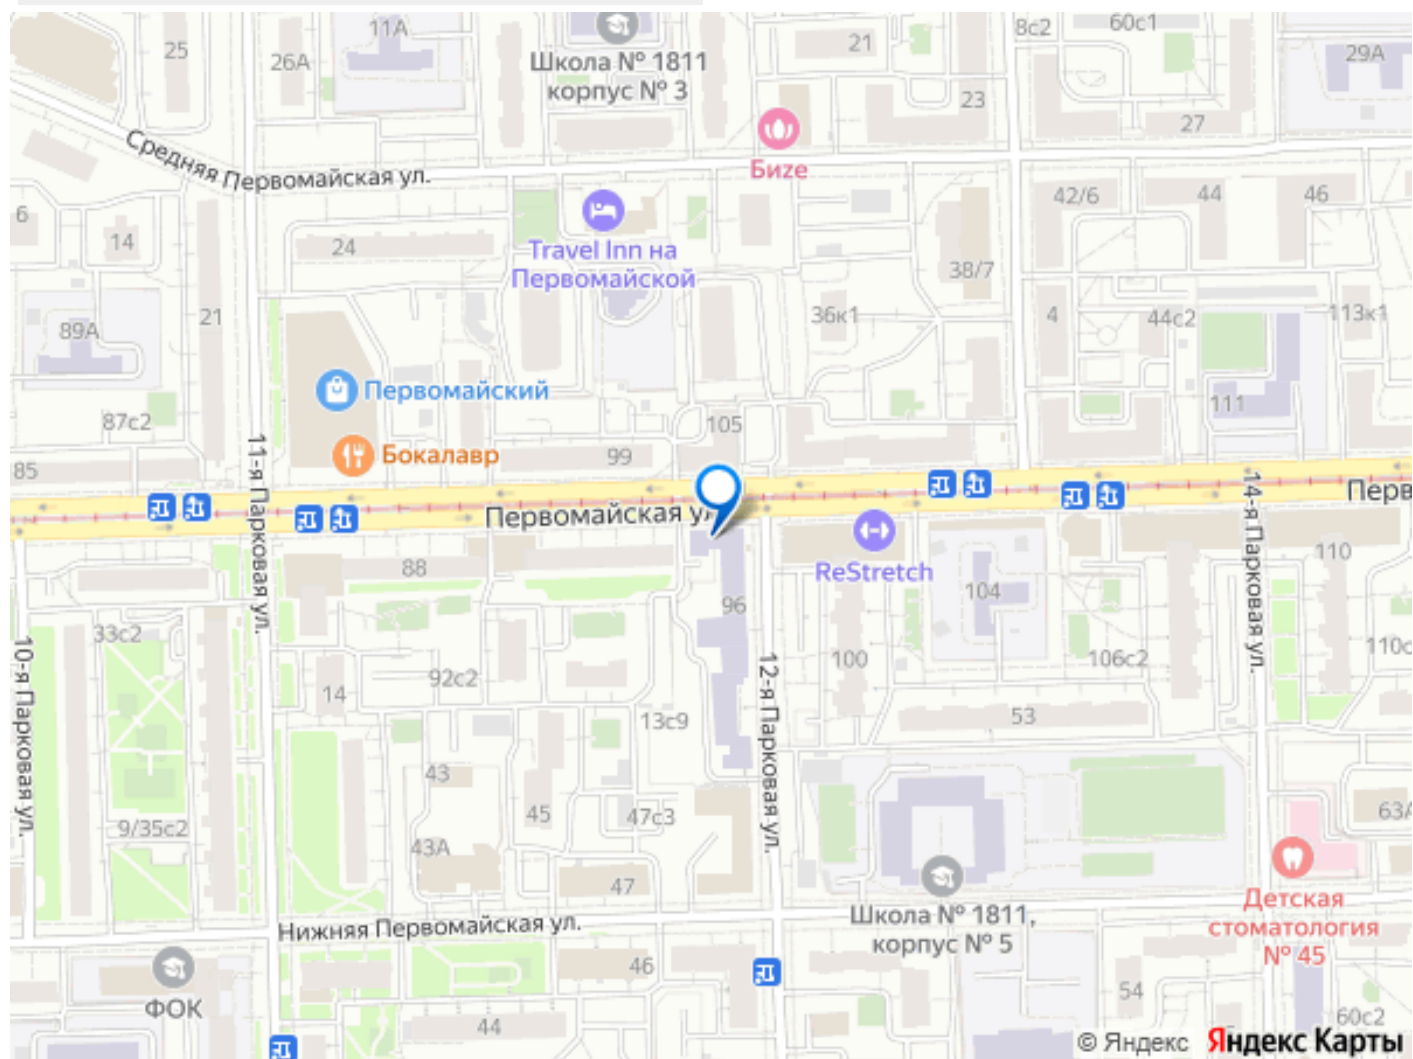 25
11А
26А
Школа № 1811
корпус № 3
21
8с2
60с1
29А
23
27
Биze
Средняя Первомайская ул.
6
14
24
21
Travel Inn на
Первомайской
42/6
44
46
38/7
36к1
4
44с2
113к1
89А
87с2
Первомайский
Бокалавр
105
111
85
99
11-я Парковая ул.
Первомайская ул
14-я Парковая ул.
Перв
ReStretch
88
96
104
110
33с2
10-я Парковая ул.
14
92с2
13с9
12-я Парковая ул.
100
106с2
110с
53
43
45
47с3
9/35с2
43А
47
63А
Нижняя Первомайская ул.
Школа № 1811,
корпус № 5
Детская
стоматология
№ 45
ФОК
46
44
54
60с2
© Яндекс Яндекс Карты